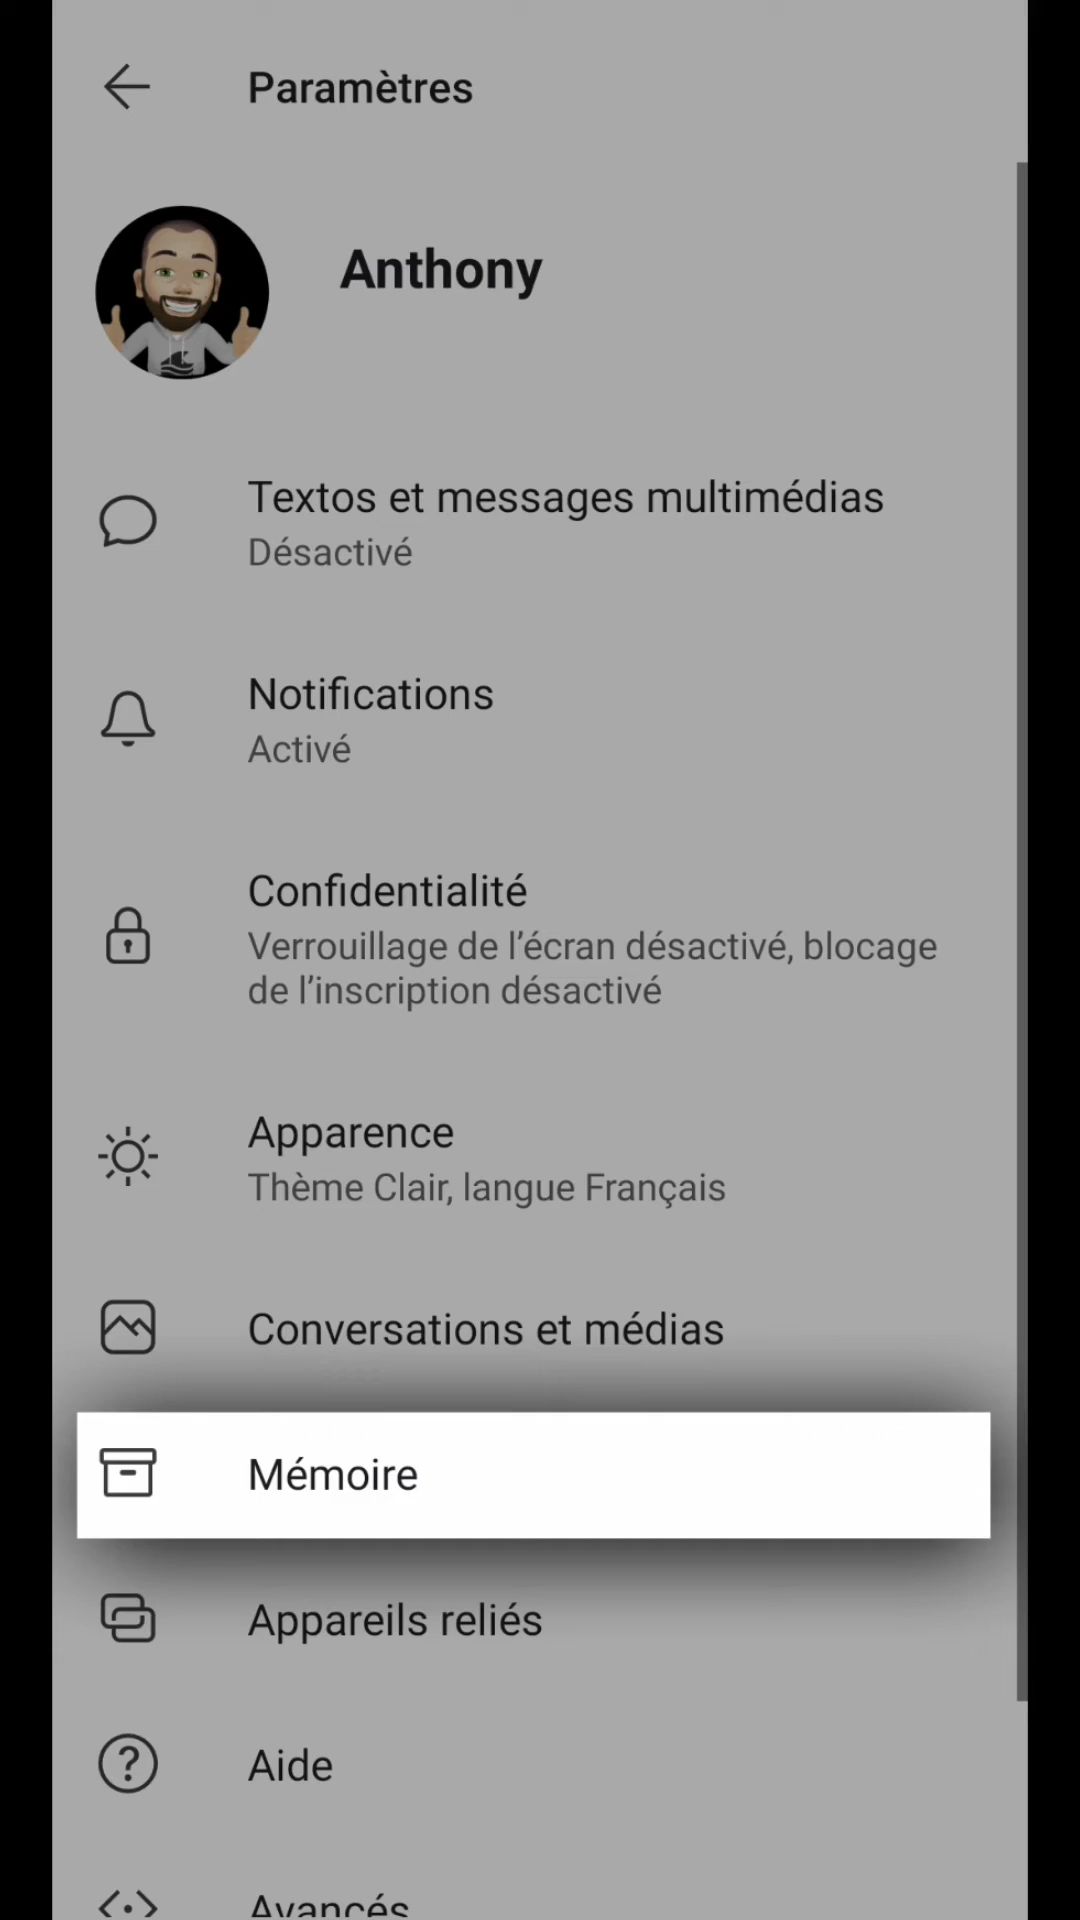 Paramètres
Anthony
Textos et messages multimédias
Désactivé
Notifications
Activé
Confidentialité
Verrouillage de l’écran désactivé, blocage
de l’inscription désactivé
Apparence
Thème Clair, langue Français
Conversations et médias
Mémoire
Appareils reliés
Aide
Avancés